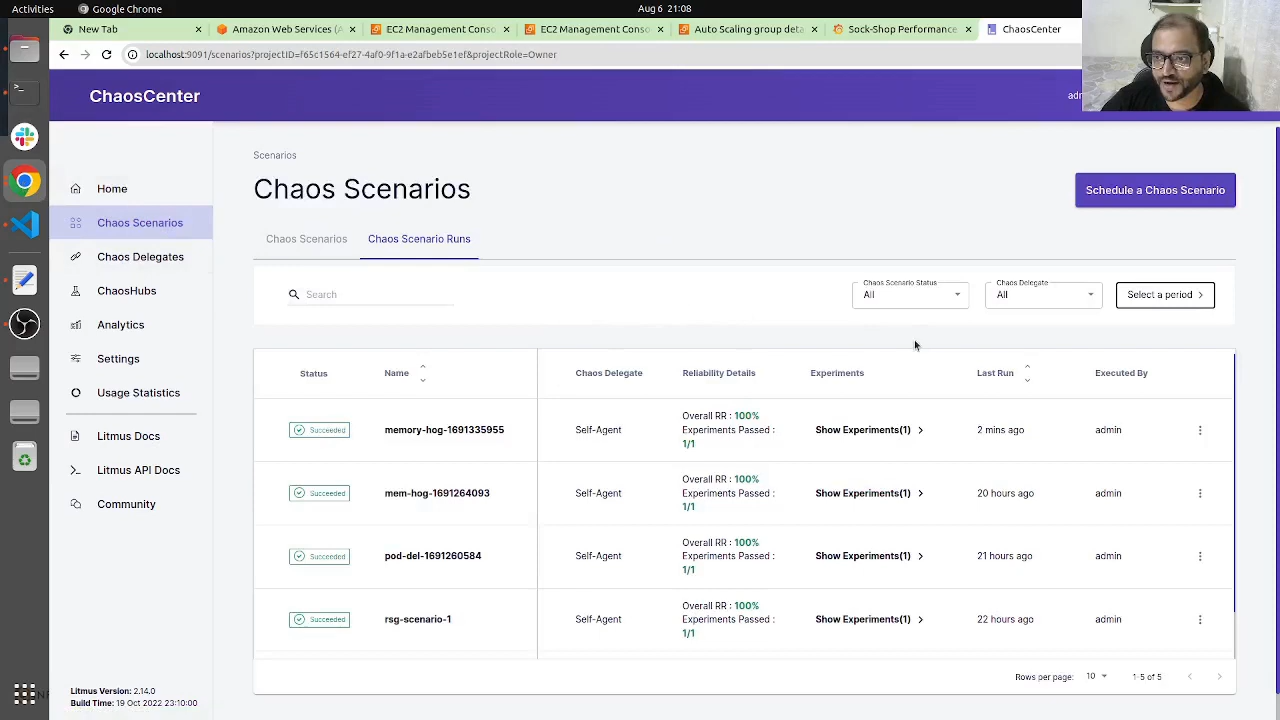 Activities
Google Chrome
Aug 6 21:08
New Tab
Amazon Web Services (A
EC2 Management Conso
EC2 Management Conso
Auto Scaling group deta
Sock-Shop Performance
ChaosCenter
localhost:9091/scenarios?projectID=f65c1564-ef27-4af0-9f1a-e2afbeb5e1ef&projectRole=Owner
ChaosCenter
Scenarios
Chaos Scenarios
Schedule a Chaos Scenario
Home
Chaos Scenarios
Chaos Delegates
ChaosHubs
Analytics
Settings
Usage Statistics
Litmus Docs
Litmus API Docs
Community
Litmus Version: 2.14.0
Build Time: 19 Oct 2022 23:10:00
Chaos Scenarios
Chaos Scenario Runs
Search
Chaos Scenario Status
All
Chaos Delegate
All
Select a period
Status
Name
Chaos Delegate
Reliability Details
Experiments
Last Run
Executed By
Succeeded
memory-hog-1691335955
Self-Agent
Overall RR : 100%
Experiments Passed :
1/1
Show Experiments(1)
2 mins ago
admin
Succeeded
mem-hog-1691264093
Self-Agent
Overall RR : 100%
Experiments Passed :
1/1
Show Experiments(1)
20 hours ago
admin
Succeeded
pod-del-1691260584
Self-Agent
Overall RR : 100%
Experiments Passed :
1/1
Show Experiments(1)
21 hours ago
admin
Succeeded
rsg-scenario-1
Self-Agent
Overall RR : 100%
Experiments Passed :
1/1
Show Experiments(1)
22 hours ago
admin
Rows per page:
10
1-5 of 5